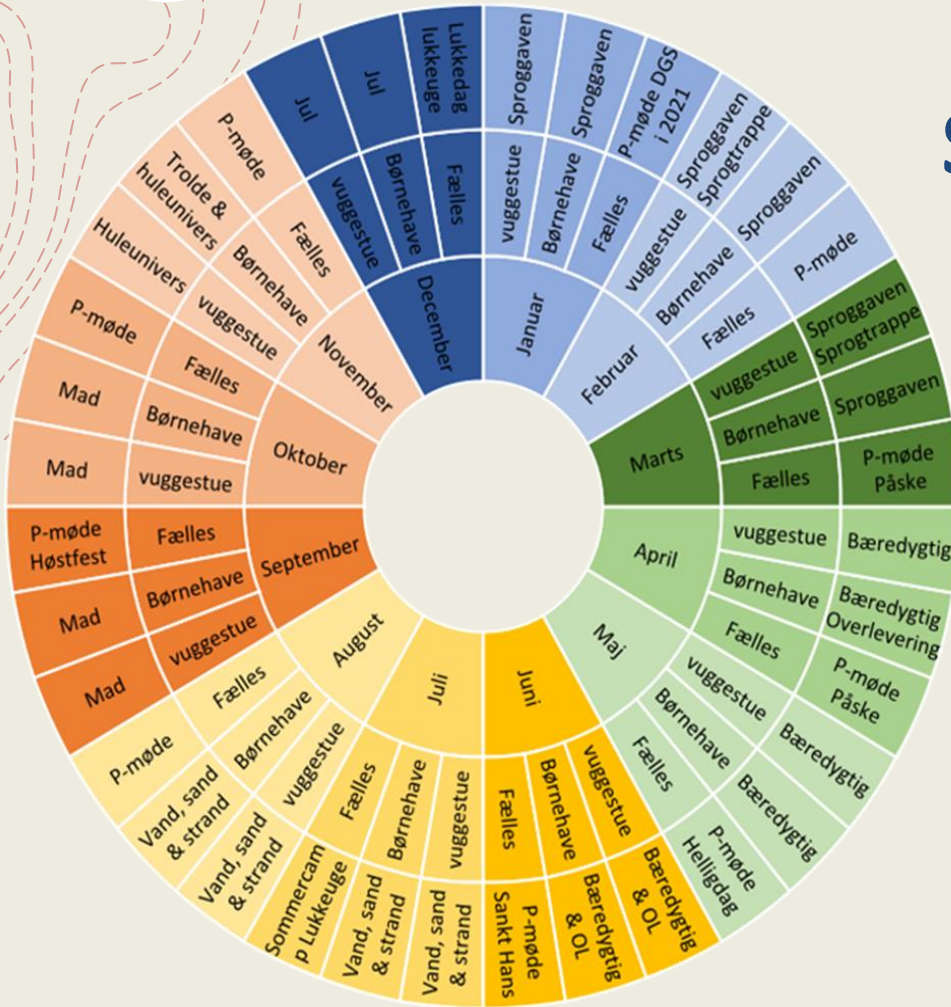 Januar
vuggestue
Sproggaven
Børnehave
Sproggaven
Fælles
P-møde DGS
i 2021
Februar
vuggestue
Sproggaven
Sprogtrappe
Børnehave
Sproggaven
Fælles
P-møde
Marts
vuggestue
Sproggaven
Sprogtrappe
Børnehave
Sproggaven
Fælles
P-møde
Påske
April
vuggestue
Bæredygtig
Børnehave
Bæredygtig
Overlevering
Fælles
P-møde
Påske
Maj
vuggestue
Bæredygtig
Børnehave
Bæredygtig
Fælles
P-møde
Helligdag
Juni
vuggestue
Bæredygtig
& OL
Børnehave
Bæredygtig
& OL
Fælles
P-møde
Sankt Hans
Juli
vuggestue
Vand, sand
& strand
Børnehave
Vand, sand
& strand
Fælles
Sommercam
p Lukkeuge
August
vuggestue
Vand, sand
& strand
Børnehave
Vand, sand
& strand
Fælles
P-møde
September
vuggestue
Mad
Børnehave
Mad
Fælles
P-møde
Høstfest
Oktober
vuggestue
Mad
Børnehave
Mad
Fælles
P-møde
November
vuggestue
Huleunivers
Børnehave
Trolde &
huleunivers
Fælles
P-møde
December
vuggestue
Jul
Børnehave
Jul
Fælles
Lukkedag
lukkeuge